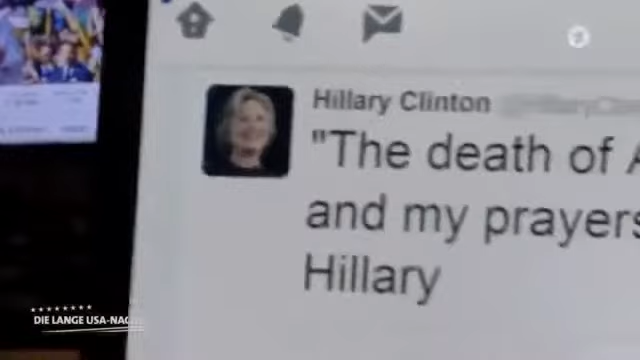 Hillary Clinton
"The death of A
and my prayers
Hillary
DIE LANGE USA-NAC